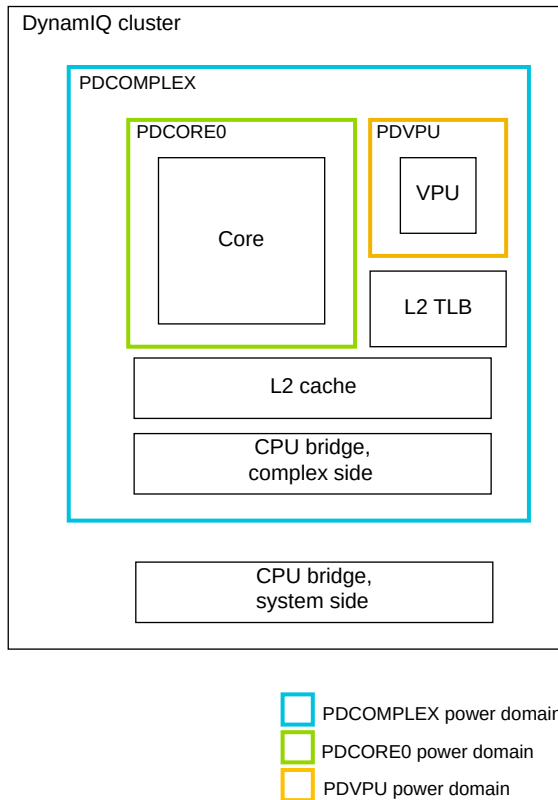 DynamIQ cluster
PDCOMPLEX
PDCORE0
PDVPU
Core
VPU
L2 TLB
L2 cache
CPU bridge,
complex side
CPU bridge,
system side
PDCOMPLEX power domain
PDCORE0 power domain
PDVPU power domain